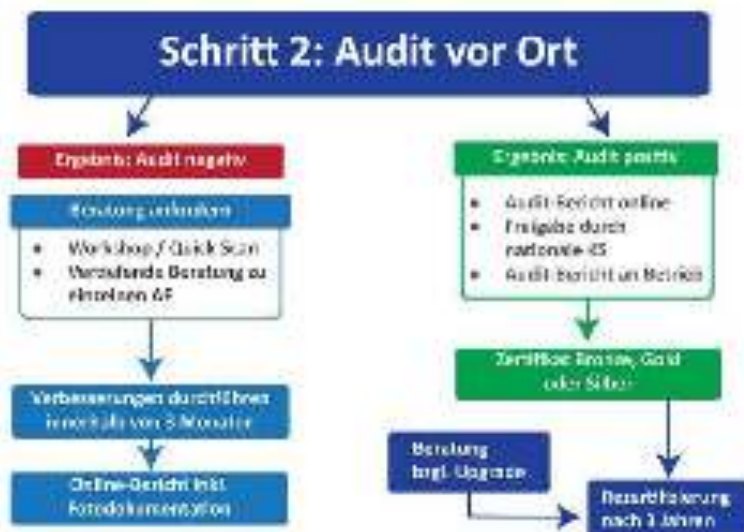 Schritt 2: Audit vor Ort
Ergebnis: Audit negativ
Beratung anfordern
Workshop / Quick Scan
Vertiefende Beratung zu
einzelnen
Verbesserungen durchführen
innerhalb von 3 Monaten
Online-Bericht inkl.
Fotodokumentation
Ergebnis: Audit positiv
Audit-Bericht online
Freigabe durch
nationale
Audit-Bericht an Betrieb
Zertifikat Bronze, Gold
oder Silber
Beratung
bzgl. Upgrade
Rezertifizierung
nach 3 Jahren